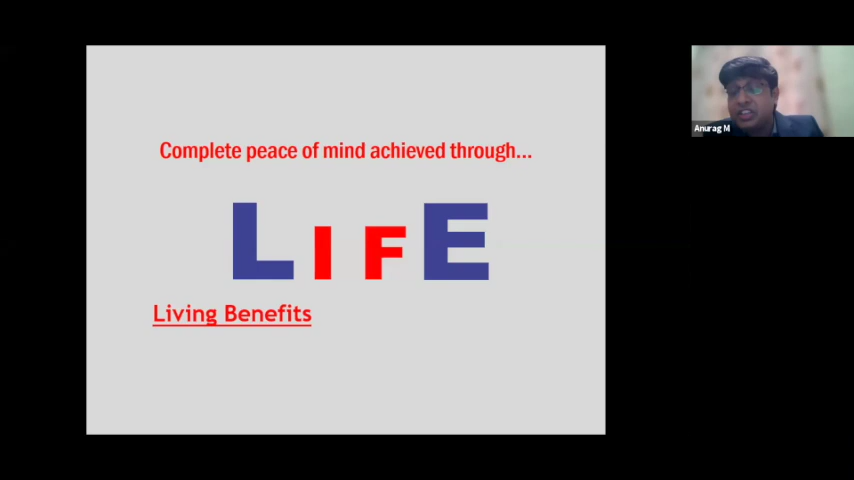 Complete peace of mind achieved through...
LIFE
Living Benefits
Anurag M